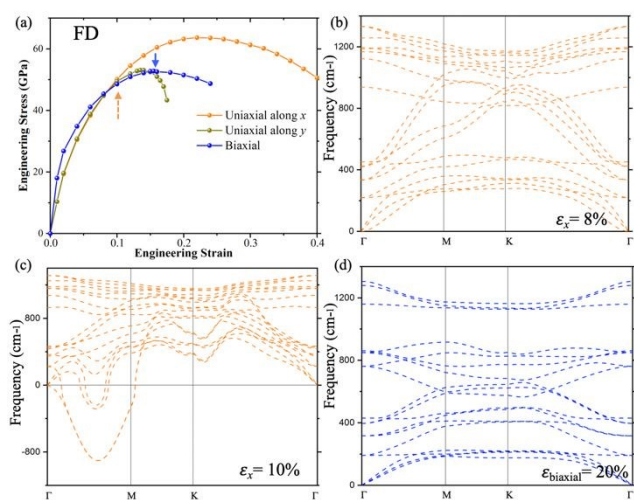 (a)
FD
Engineering Stress (GPa)
60
40
20
0
Uniaxial along x
Uniaxial along y
Biaxial
0.0 0.1 0.2 0.3 0.4
Engineering Strain
(b)
Frequency (cm-1)
1200
800
400
0
εx= 8%
Γ M K Γ
(c)
Frequency (cm-1)
800
0
-800
εx= 10%
Γ M K Γ
(d)
Frequency (cm-1)
1200
800
400
0
εbiaxial= 20%
Γ M K Γ